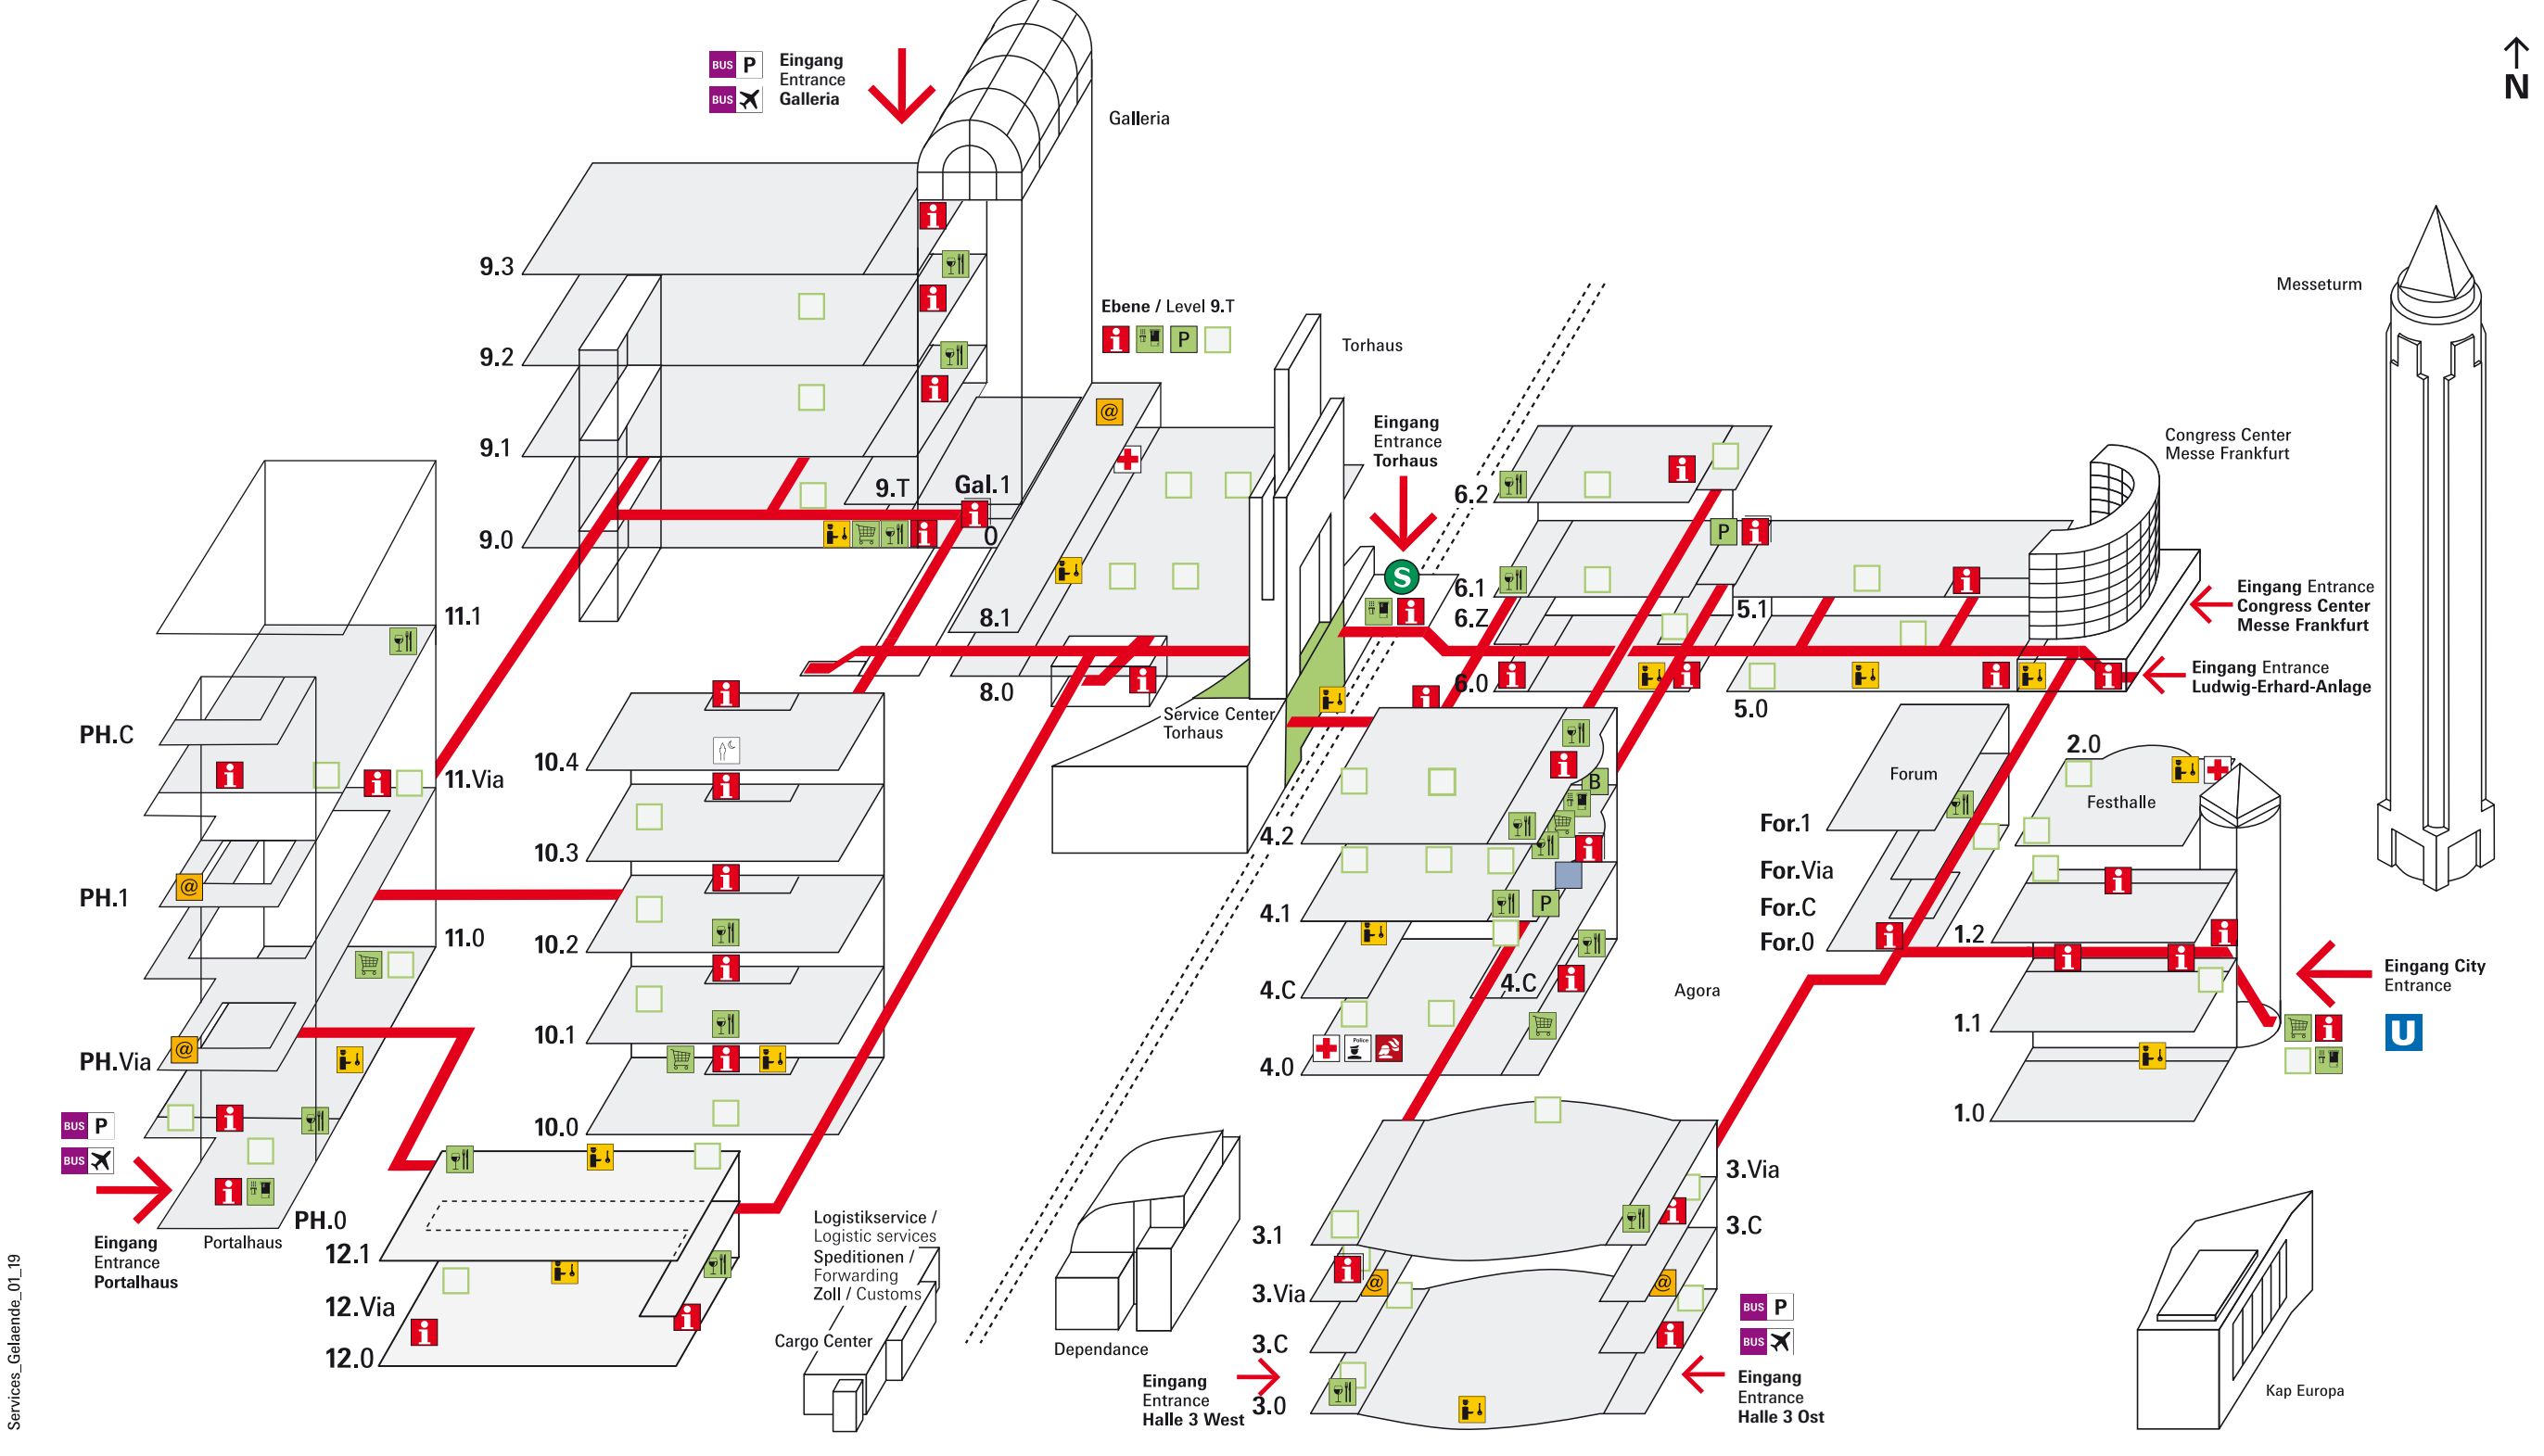 BUS P
BUS
Eingang
Entrance
Galleria
Galleria
N
9.3
9.2
9.1
9.T
Gal.1
9.0
0
Ebene / Level 9.T
i P
Torhaus
Eingang
Entrance
Torhaus
S
Messeturm
Congress Center
Messe Frankfurt
Eingang Entrance
Congress Center
Messe Frankfurt
Eingang Entrance
Ludwig-Erhard-Anlage
@
8.1
8.0
Service Center
Torhaus
6.2
6.1
6.Z
6.0
P
5.1
5.0
11.1
11.Via
11.0
PH.C
PH.1
@
PH.Via
@
PH.0
BUS P
BUS
Eingang
Entrance
Portalhaus
Portalhaus
10.4
10.3
10.2
10.1
10.0
12.1
12.Via
12.0
Logistikservice /
Logistic services
Speditionen /
Forwarding
Zoll / Customs
Cargo Center
Dependance
4.2
4.1
4.C
4.C
4.0
B
P
Police
Agora
Forum
For.1
For.Via
For.C
For.0
2.0
Festhalle
1.2
1.1
1.0
Eingang City
Entrance
U
3.1
3.Via
3.C
3.0
3.Via
3.C
@
@
Eingang
Entrance
Halle 3 West
BUS P
BUS
Eingang
Entrance
Halle 3 Ost
Kap Europa
Services_Gelaende_01_19